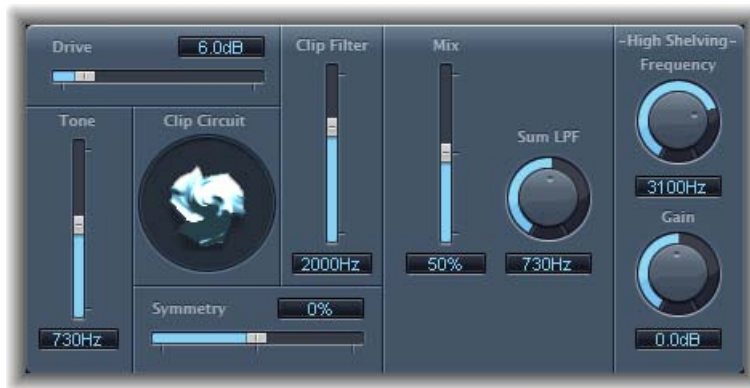 Drive
6.0dB
Clip Filter
Mix
-High Shelving-
Frequency
Tone
Clip Circuit
Sum LPF
3100Hz
Gain
2000Hz
50%
730Hz
Symmetry
0%
730Hz
0.0dB